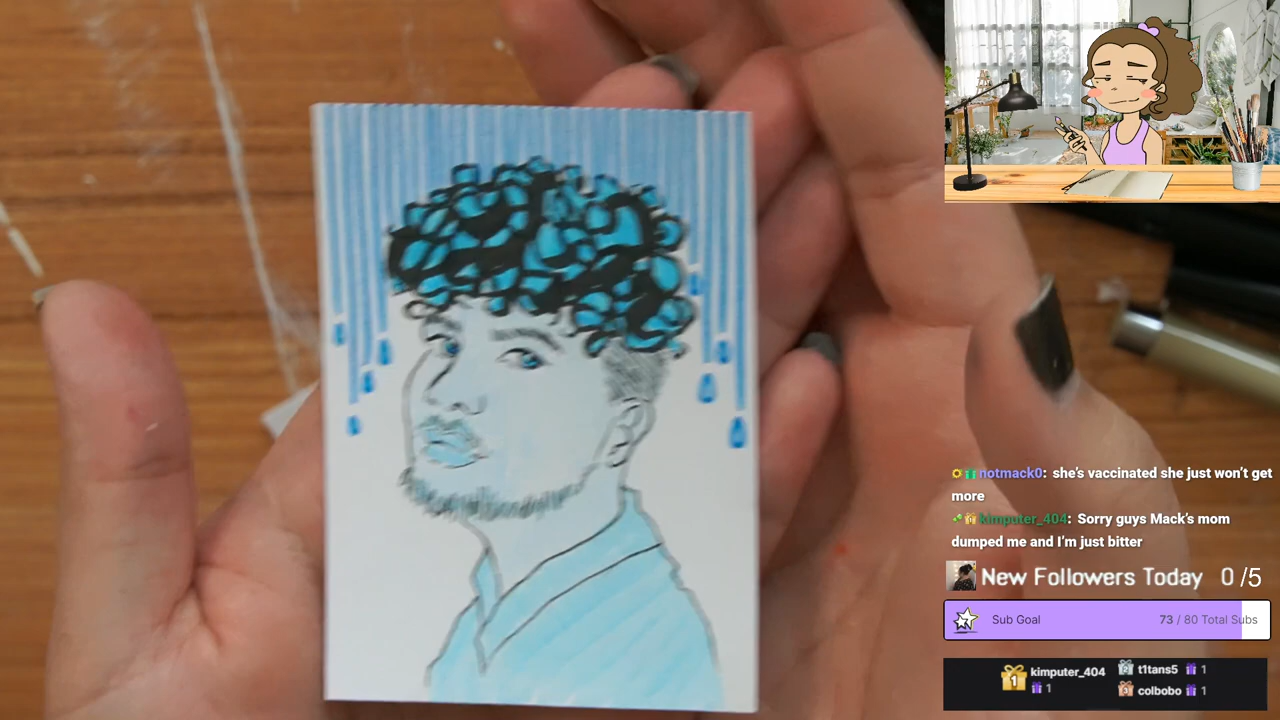 notmack0: she's vaccinated she just won't get
more
kimputer_404: Sorry guys Mack's mom
dumped me and I'm just bitter
New Followers Today 0 /5
Sub Goal 73 / 80 Total Subs
1 kimputer_404 1
t1tans5 1
colbobo 1